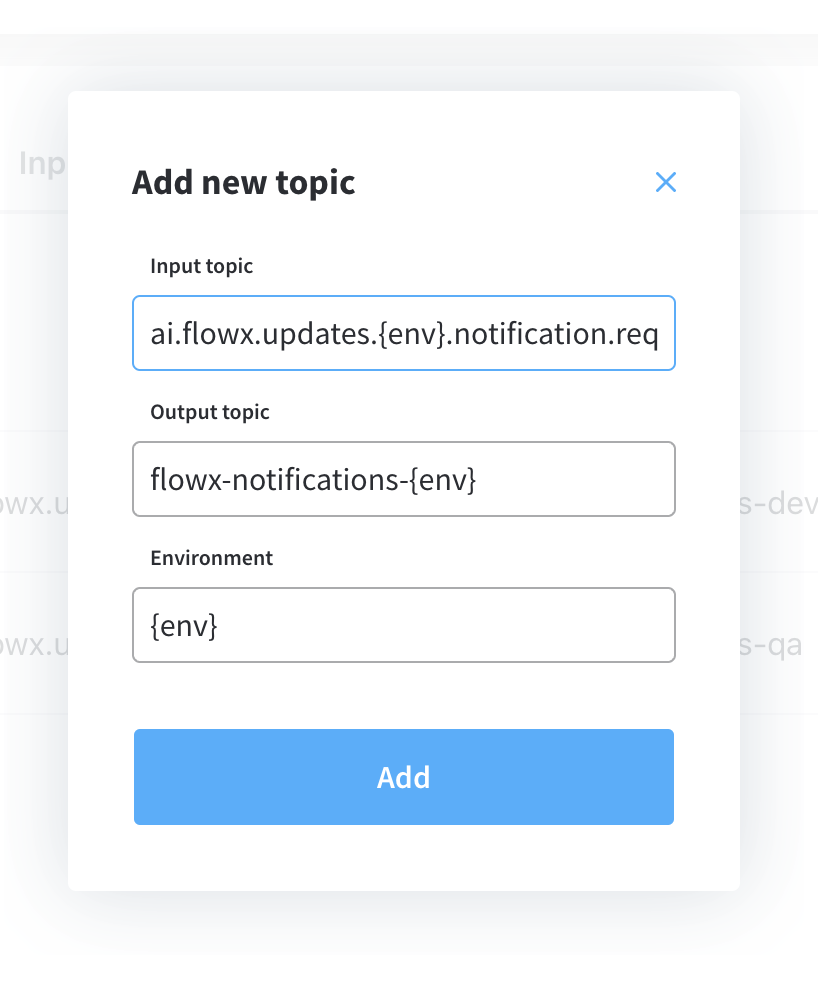 Inp
Add new topic
Input topic
ai.flowx.updates.{env}.notification.req
Output topic
flowx-notifications-{env}
owx.u
s-dev
Environment
{env}
owx.u
s-qa
Add